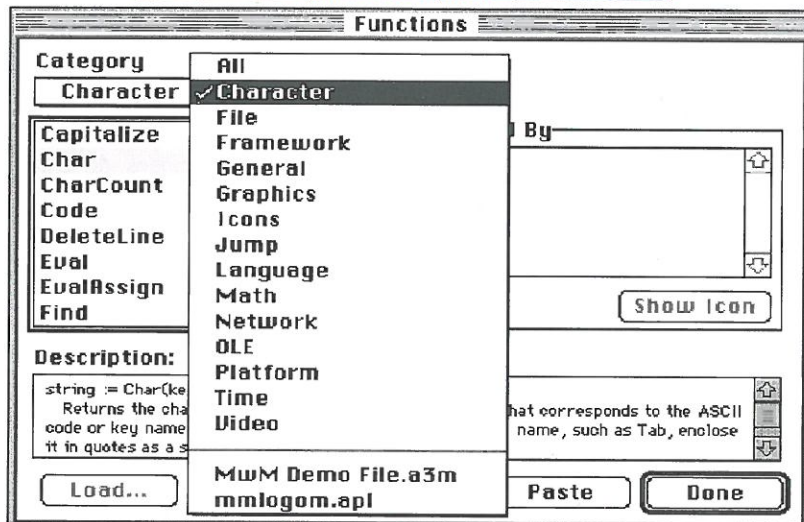 Functions
Category
Character
All
✓Character
File
Framework
General
Graphics
Icons
Jump
Language
Math
Network
OLE
Platform
Time
Video
MwM Demo File.a3m
mmlogom.apl
Capitalize
Char
CharCount
Code
DeleteLine
Eval
EvalAssign
Find
By
Show Icon
Description:
string := Char(ke
Returns the cha hat corresponds to the ASCII
code or key name name, such as Tab, enclose
it in quotes as a s
Load...
Paste
Done